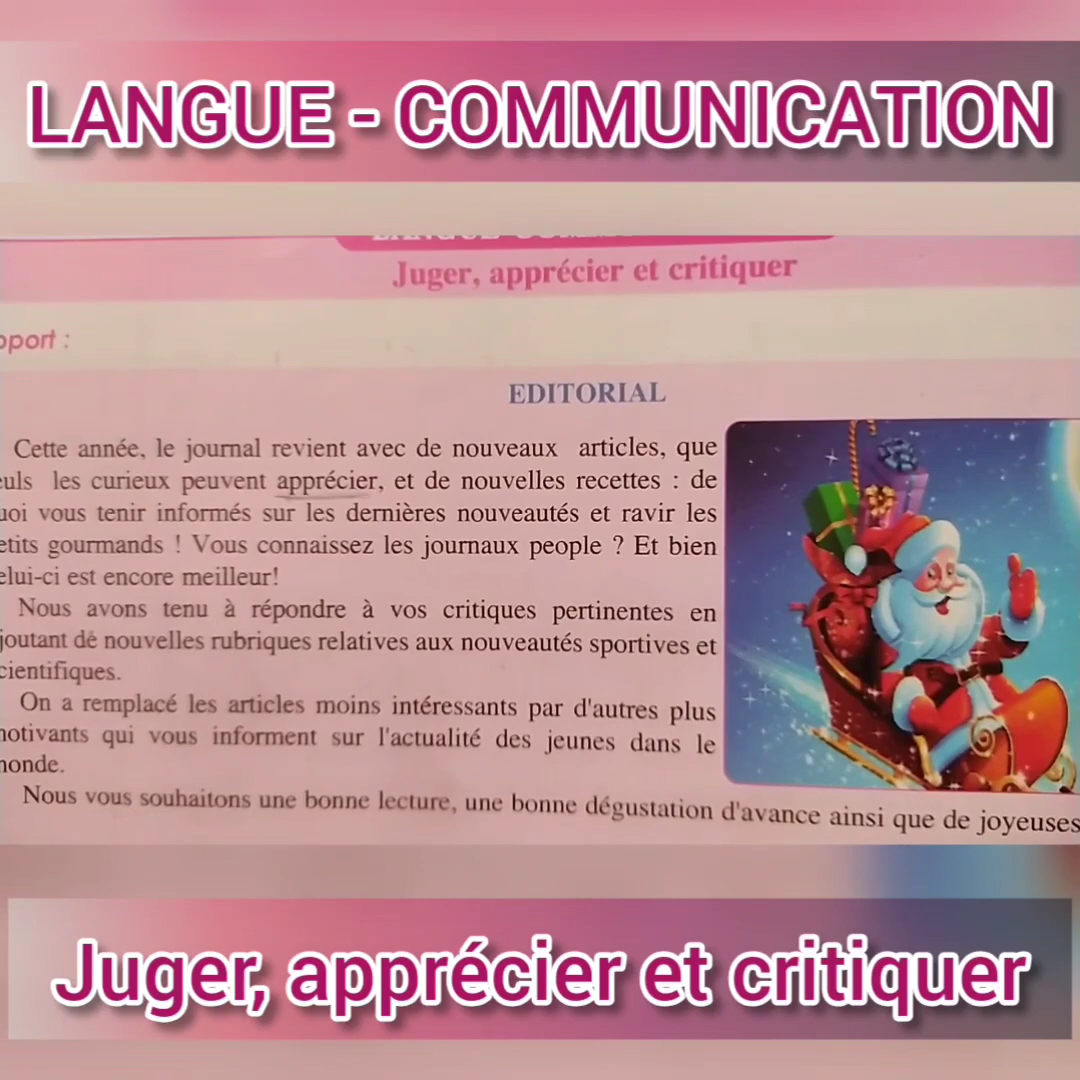 LANGUE - COMMUNICATION
Juger, apprécier et critiquer
EDITORIAL
Cette année, le journal revient avec de nouveaux articles, que
les curieux peuvent apprécier, et de nouvelles recettes : de
vous tenir informés sur les dernières nouveautés et ravir les
gourmands ! Vous connaissez les journaux people ? Et bien
est encore meilleur!
Nous avons tenu à répondre à vos critiques pertinentes en
de nouvelles rubriques relatives aux nouveautés sportives et
On a remplacé les articles moins intéressants par d'autres plus
qui vous informent sur l'actualité des jeunes dans le
Nous vous souhaitons une bonne lecture, une bonne dégustation d'avance ainsi que de joyeuses
Juger, apprécier et critiquer